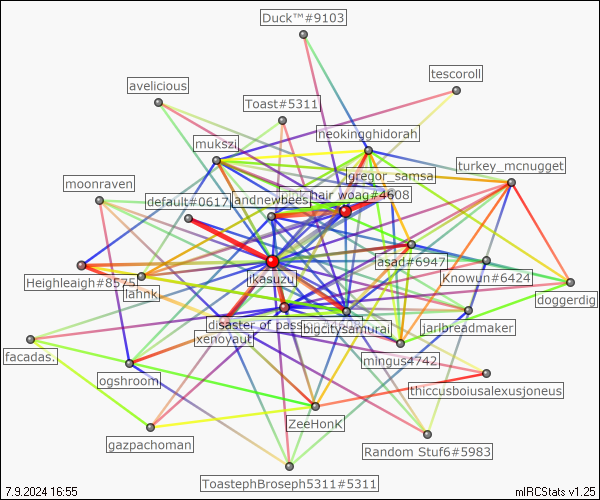 Duck™#9103
tescoroll
avelicious
Toast#5311
neokingghidorah
mukszi
gregor_samsa
turkey_mcnugget
moonraven
default#0617
andnewbees
pink hair woag#4608
asad#6947
Knowun#6424
ikasuzu
Heighleaigh#8575
lahnk
doggerdig
disaster of passion
bigcitysamurai
jarlbreadmaker
xenoyaut
mingus4742
facadas.
ogshroom
thiccusboiusalexusjoneus
ZeeHonK
gazpachoman
Random Stuf6#5983
ToastephBroseph5311#5311
7.9.2024 16:55
mIRCStats v1.25